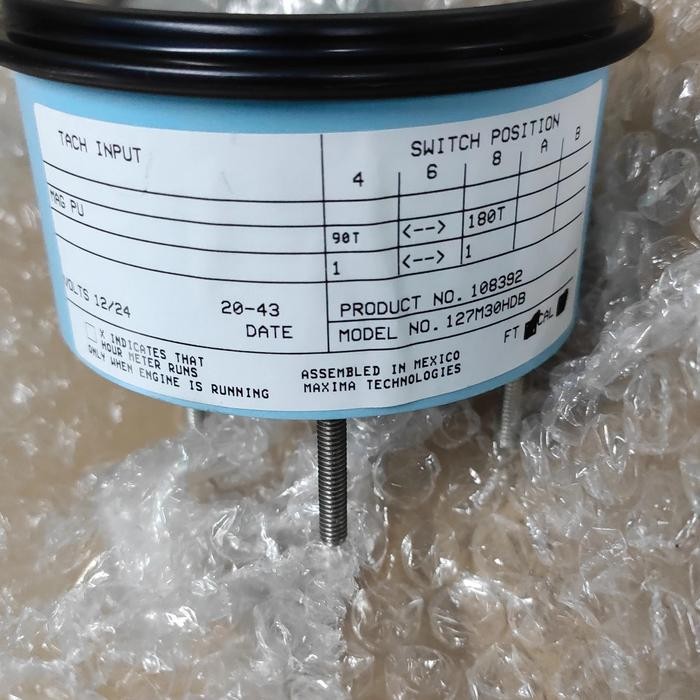 TACH INPUT
SWITCH POSITION
4 6 8 A B
MAG PU
90T <--> 180T
1 <--> 1
VOLTS 12/24
20-43
DATE
PRODUCT NO. 108392
MODEL NO. 127M30HDB
X INDICATES THAT
HOUR METER RUNS
ONLY WHEN ENGINE IS RUNNING
ASSEMBLED IN MEXICO
MAXIMA TECHNOLOGIES
FT CAL